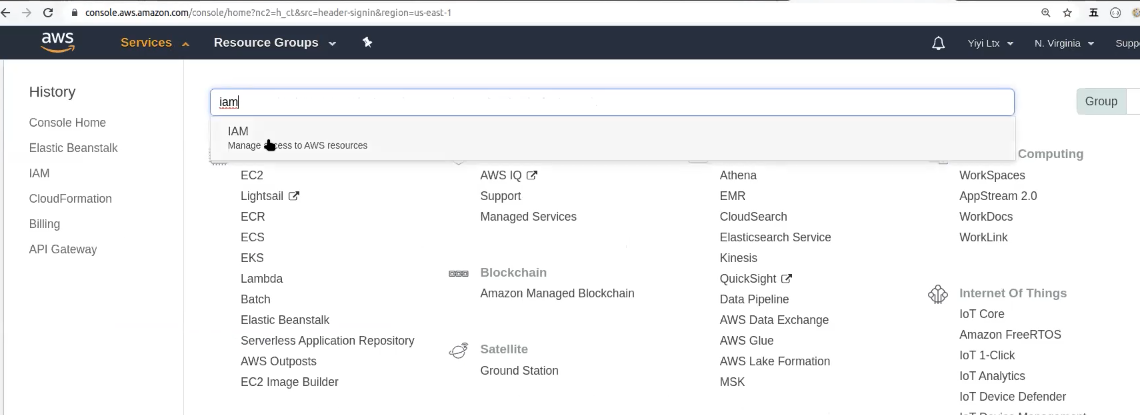 console.aws.amazon.com/console/home?nc2=h_ct&src=header-signin&region=us-east-1
五
aws
Services
Resource Groups
Yiyi Ltx
N. Virginia
History
Console Home
Elastic Beanstalk
IAM
CloudFormation
Billing
API Gateway
iam
Group
IAM
Manage access to AWS resources
EC2
Lightsail
ECR
ECS
EKS
Lambda
Batch
Elastic Beanstalk
Serverless Application Repository
AWS Outposts
EC2 Image Builder
AWS IQ
Support
Managed Services
Blockchain
Amazon Managed Blockchain
Satellite
Ground Station
Athena
EMR
CloudSearch
Elasticsearch Service
Kinesis
QuickSight
Data Pipeline
AWS Data Exchange
AWS Glue
AWS Lake Formation
MSK
Computing
WorkSpaces
AppStream 2.0
WorkDocs
WorkLink
Internet Of Things
IoT Core
Amazon FreeRTOS
IoT 1-Click
IoT Analytics
IoT Device Defender